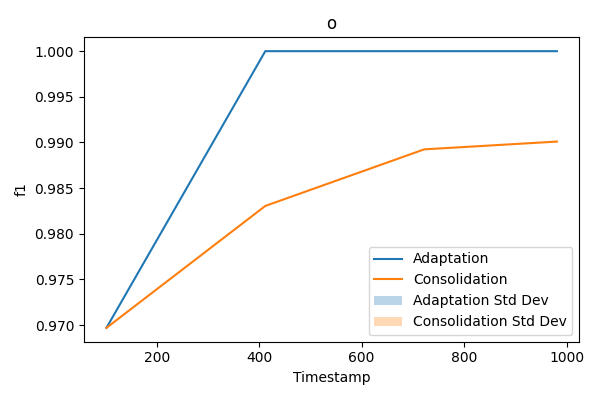 o
1.000
0.995
0.990
0.985
0.980
0.975
0.970
f1
200
400
600
800
1000
Timestamp
Adaptation
Consolidation
Adaptation Std Dev
Consolidation Std Dev